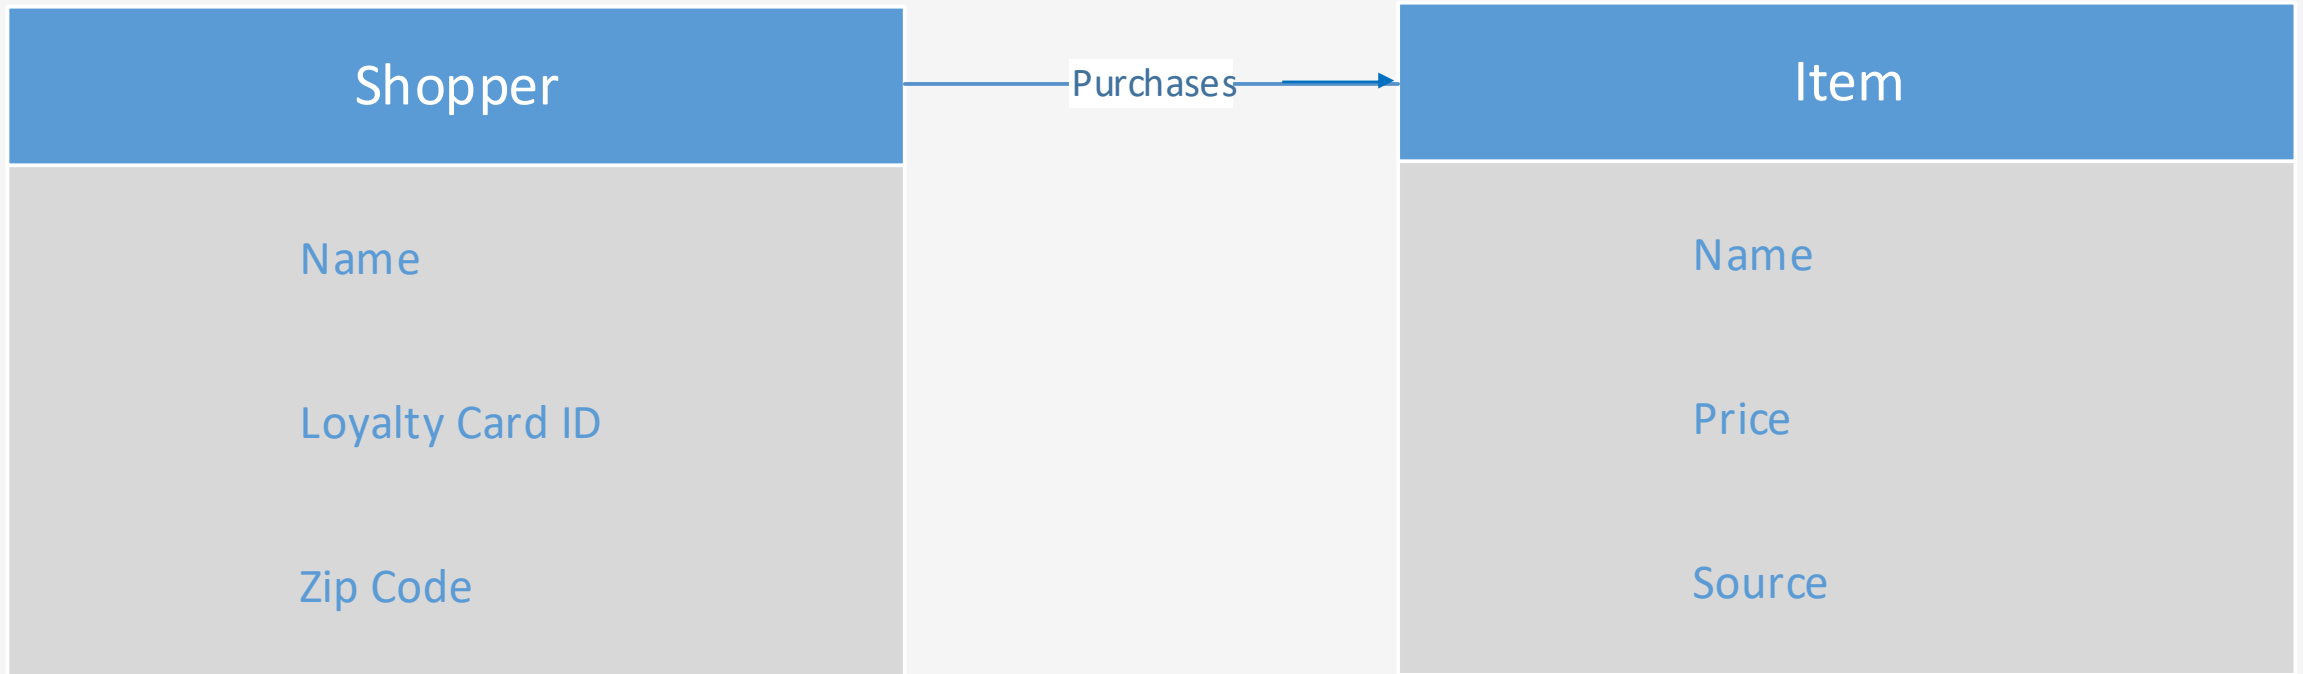 Shopper
Name
Loyalty Card ID
Zip Code
Purchases
Item
Name
Price
Source